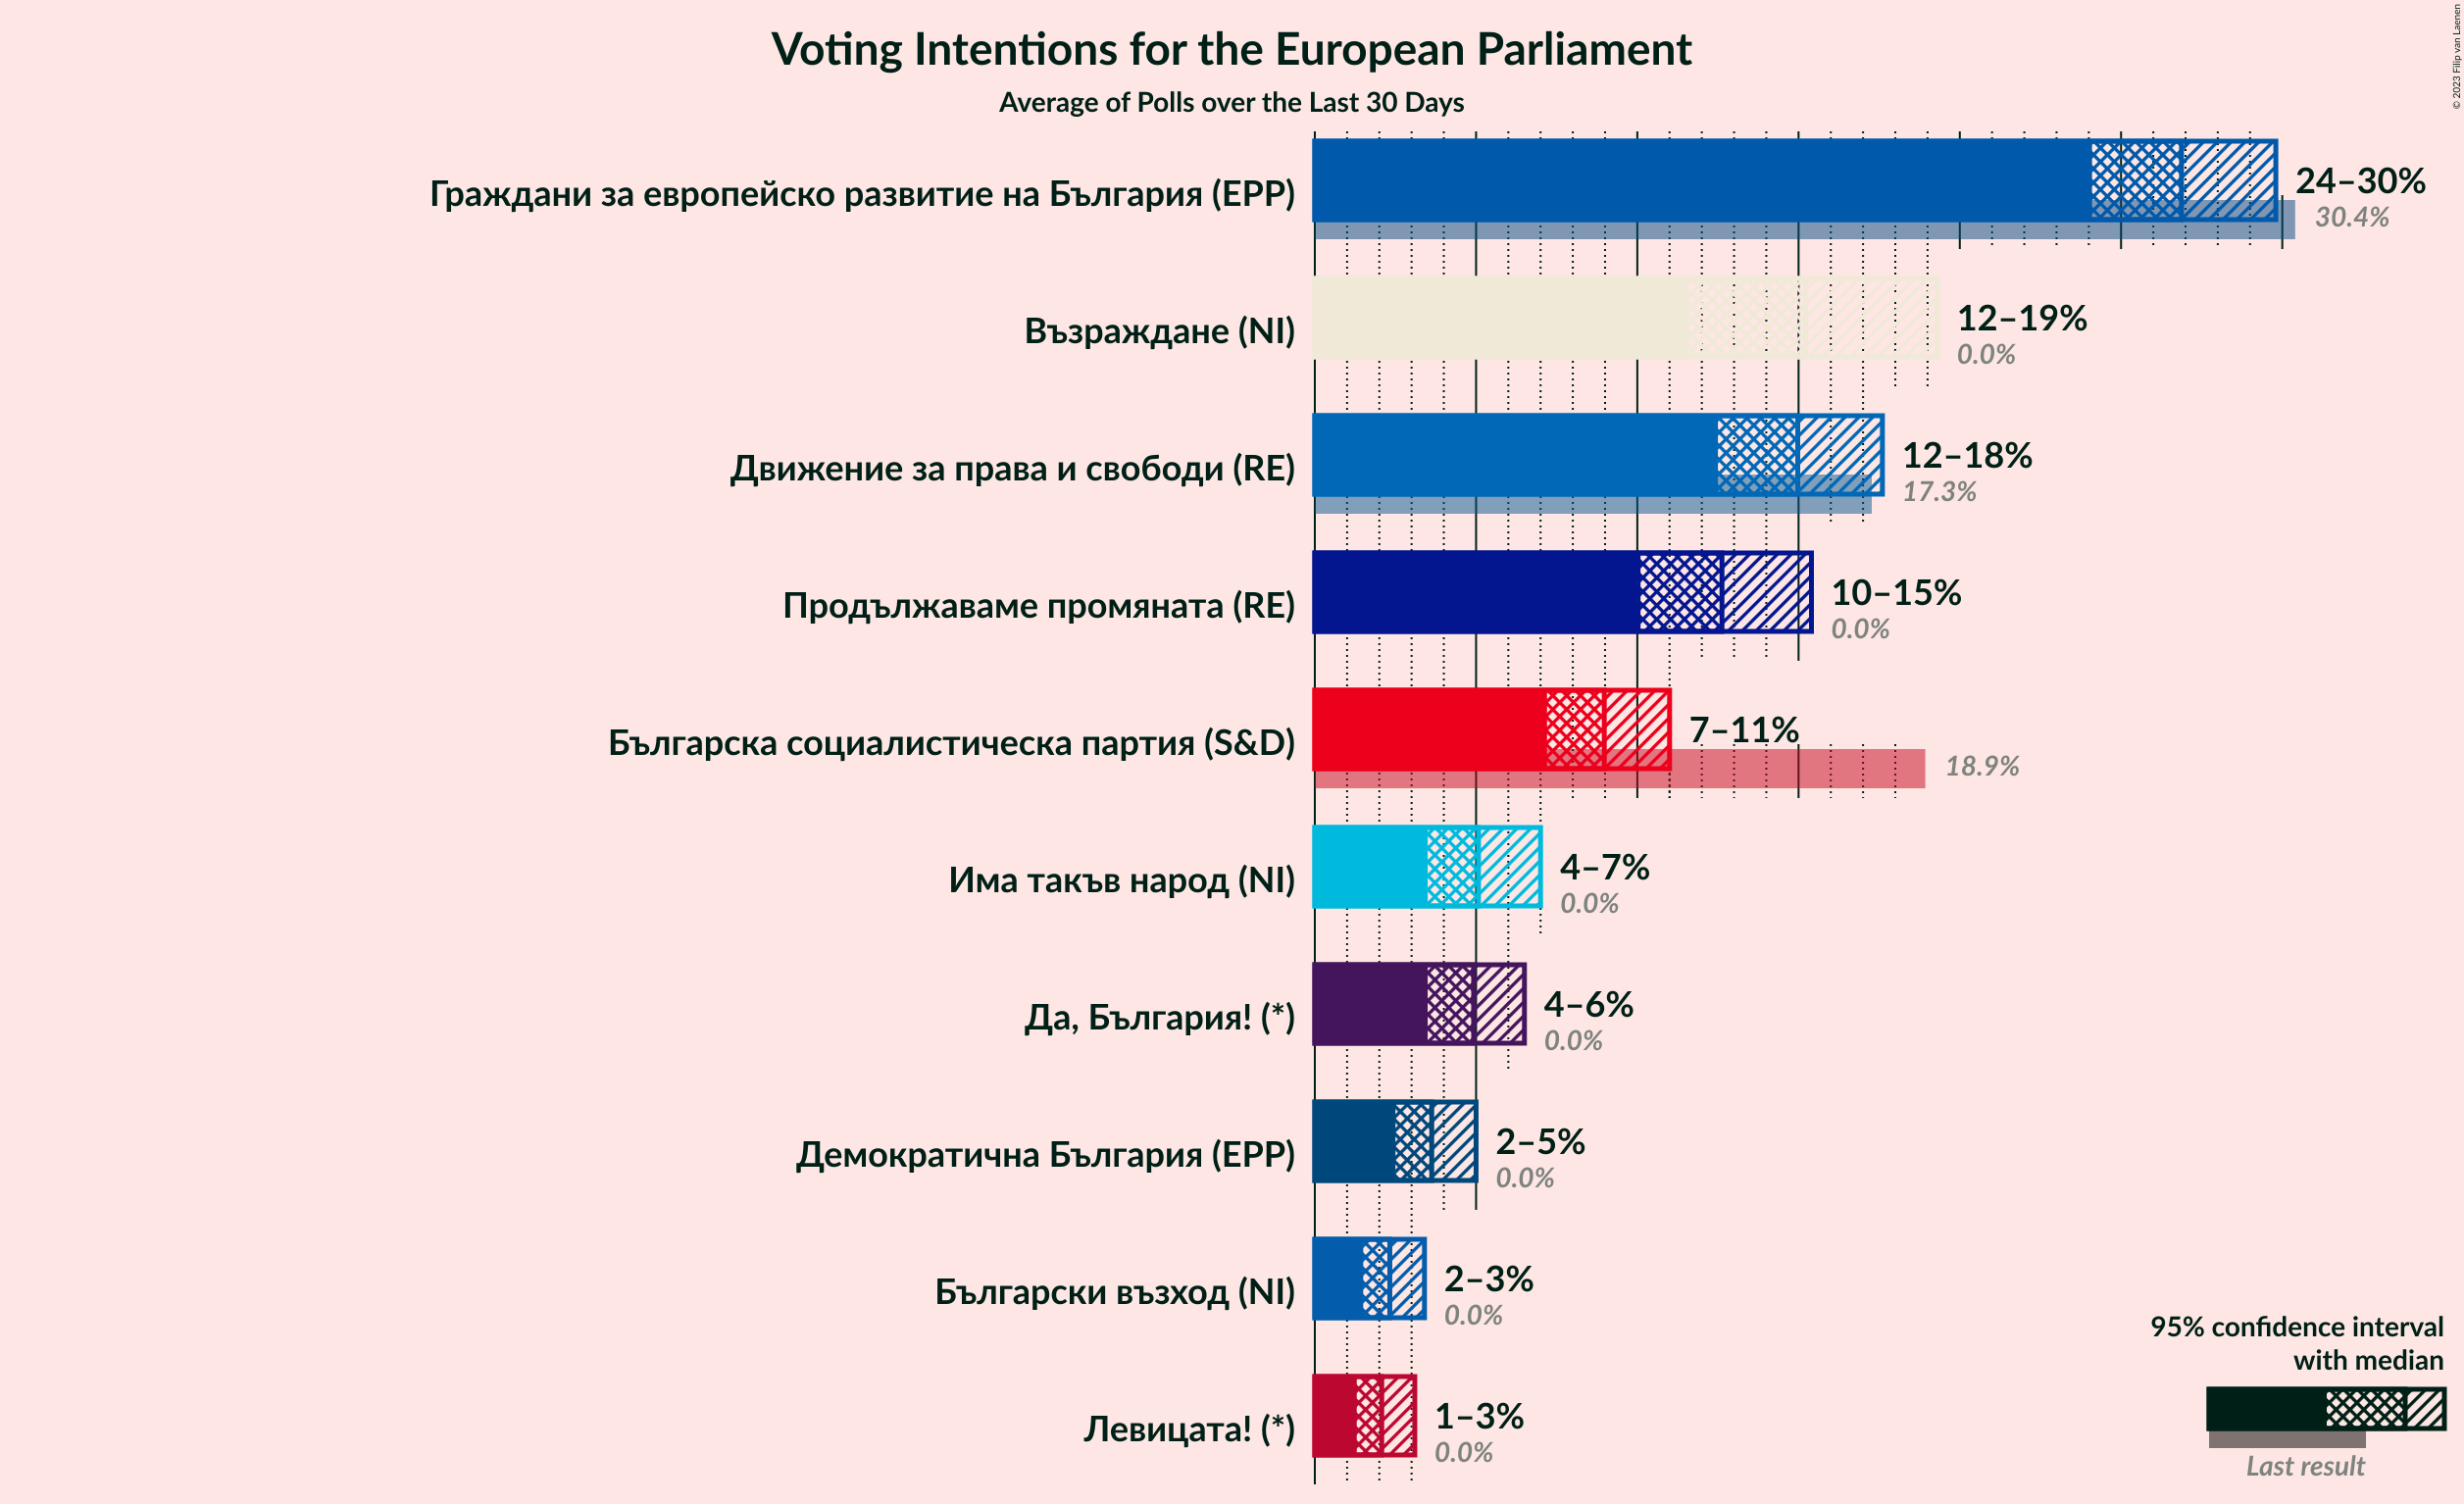 © 2023 Filip van Laenen
Voting Intentions for the European Parliament
Average of Polls over the Last 30 Days
Граждани за европейско развитие на България (EPP)
24–30%
30.4%
Възраждане (NI)
12–19%
0.0%
Движение за права и свободи (RE)
12–18%
17.3%
Продължаваме промяната (RE)
10–15%
0.0%
Българска социалистическа партия (S&D)
7–11%
18.9%
Има такъв народ (NI)
4–7%
0.0%
Да, България! (*)
4–6%
0.0%
Демократична България (EPP)
2–5%
0.0%
Български възход (NI)
2–3%
0.0%
Левицата! (*)
1–3%
0.0%
95% confidence interval
with median
Last result